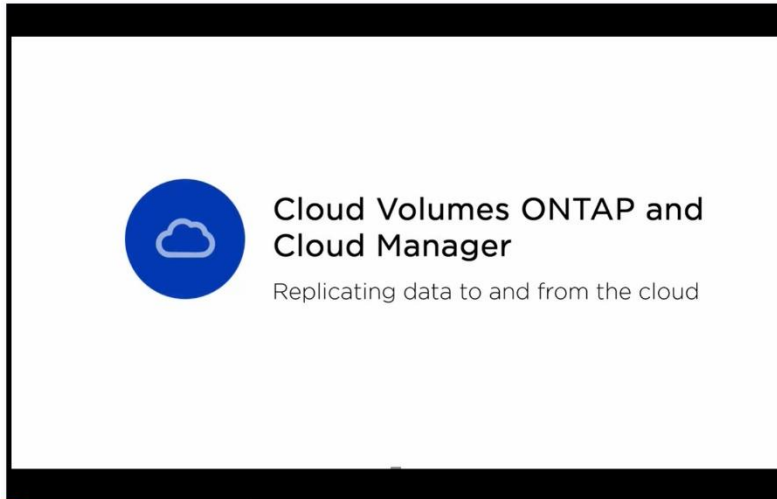 Cloud Volumes ONTAP and
Cloud Manager
Replicating data to and from the cloud